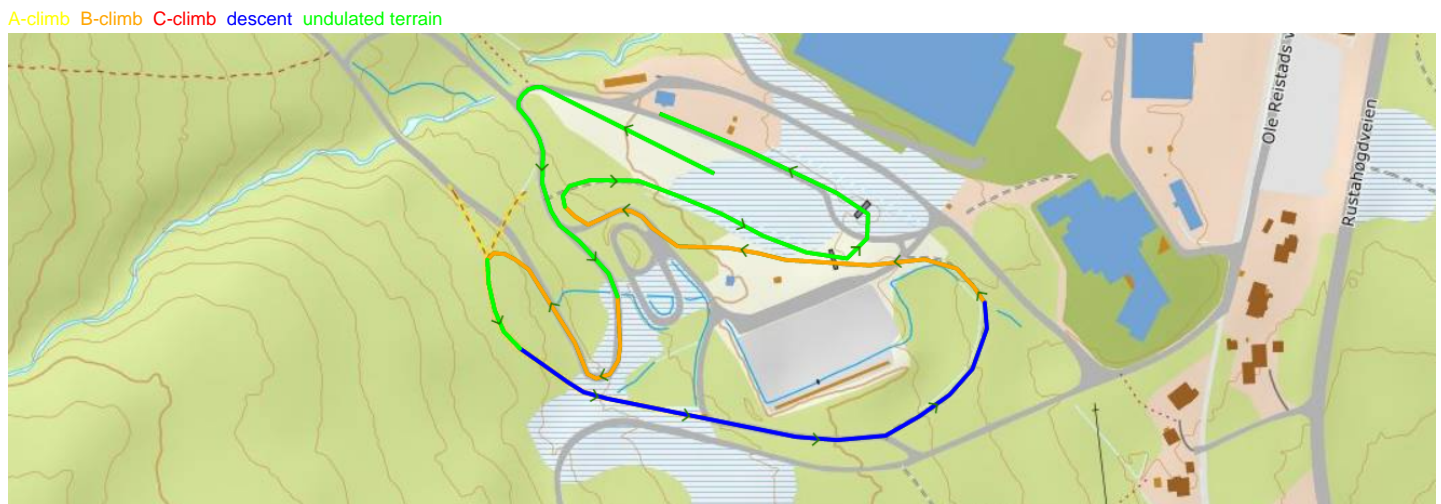 A-climb B-climb C-climb descent undulated terrain
Ole Reistads v
Rustahøgdveien